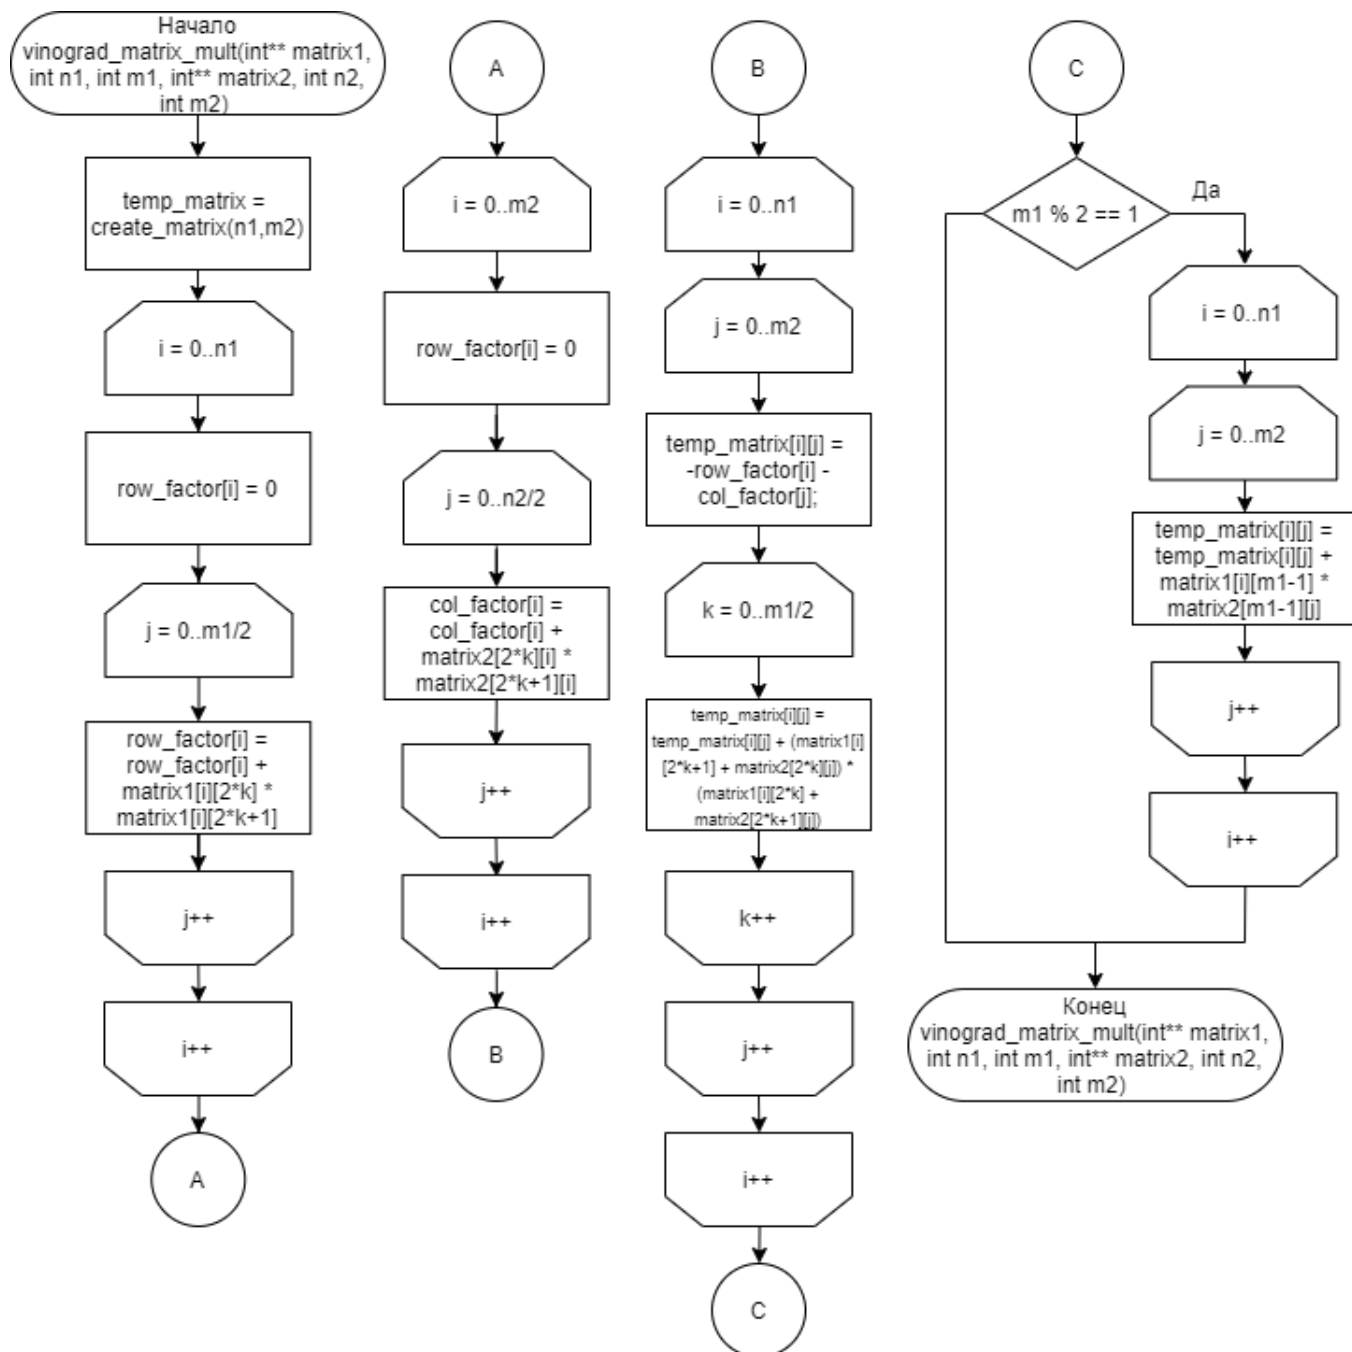 Начало
vinograd_matrix_mult(int** matrix1,
int n1, int m1, int** matrix2, int n2,
int m2)
temp_matrix =
create_matrix(n1,m2)
i = 0..n1
row_factor[i] = 0
j = 0..m1/2
row_factor[i] =
row_factor[i] +
matrix1[i][2*k] *
matrix1[i][2*k+1]
j++
i++
A
A
i = 0..m2
row_factor[i] = 0
j = 0..n2/2
col_factor[i] =
col_factor[i] +
matrix2[2*k][i] *
matrix2[2*k+1][i]
j++
i++
B
B
i = 0..n1
j = 0..m2
temp_matrix[i][j] =
-row_factor[i] -
col_factor[j];
k = 0..m1/2
temp_matrix[i][j] =
temp_matrix[i][j] + (matrix1[i]
[2*k+1] + matrix2[2*k][j]) *
(matrix1[i][2*k] +
matrix2[2*k+1][j])
k++
j++
i++
C
C
m1 % 2 == 1
Да
i = 0..n1
j = 0..m2
temp_matrix[i][j] =
temp_matrix[i][j] +
matrix1[i][m1-1] *
matrix2[m1-1][j]
j++
i++
Конец
vinograd_matrix_mult(int** matrix1,
int n1, int m1, int** matrix2, int n2,
int m2)